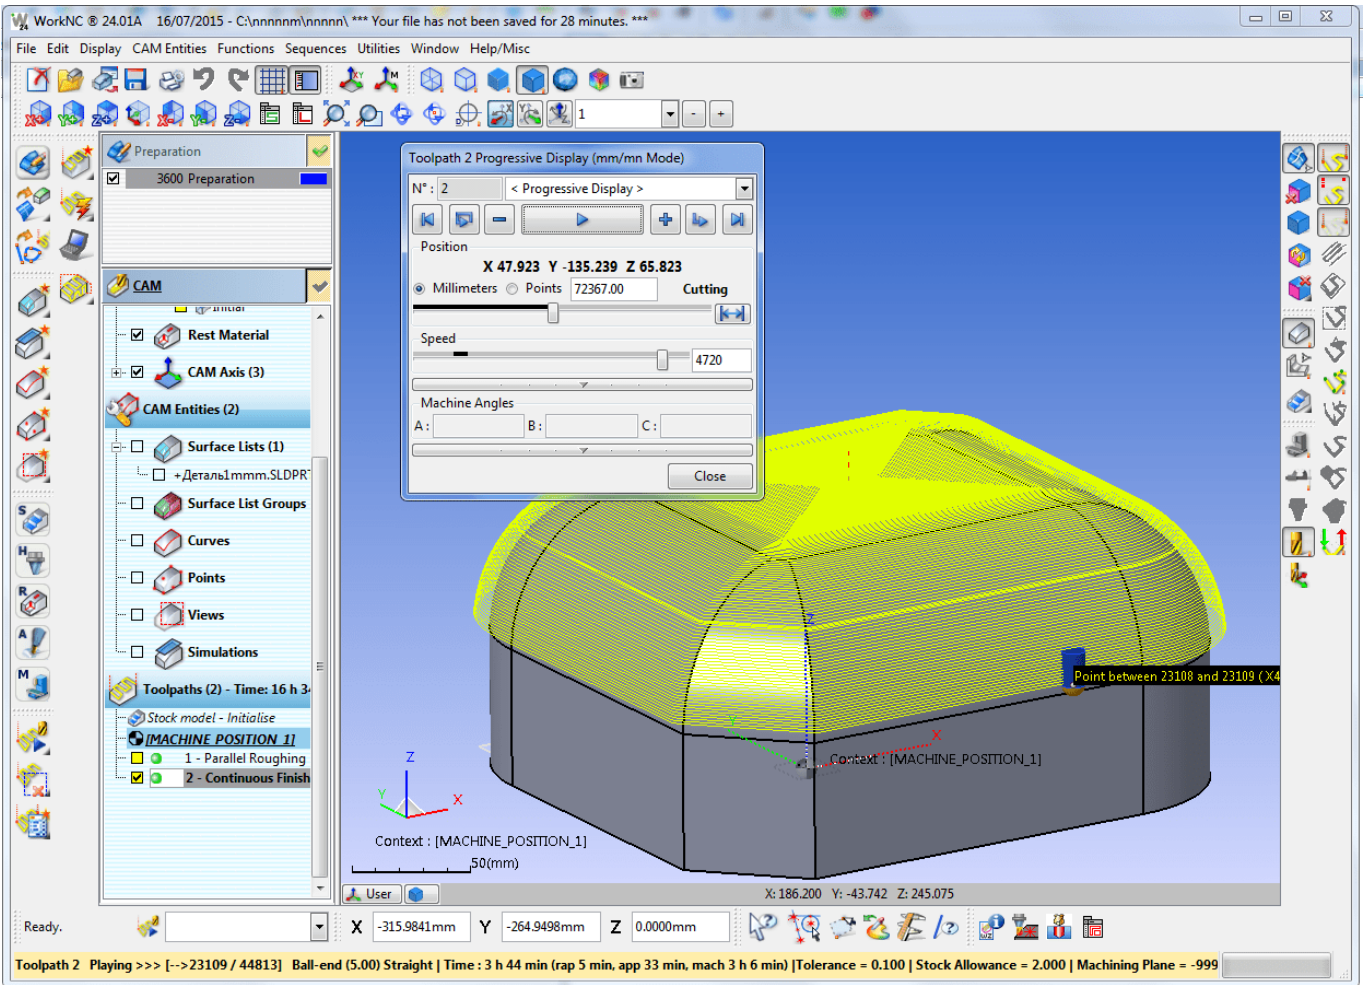 WorkNC ® 24.01A 16/07/2015 - C:\nnnnnm\nnnnn\ *** Your file has not been saved for 28 minutes. ***
File Edit Display CAM Entities Functions Sequences Utilities Window Help/Misc
1
- +
Preparation
3600 Preparation
CAM
Initial
Rest Material
CAM Axis (3)
CAM Entities (2)
Surface Lists (1)
+Деталь1mmm.SLDPR
Surface List Groups
Curves
Points
Views
Simulations
Toolpaths (2) - Time: 16 h 3
Stock model - Initialise
[MACHINE POSITION 1]
1 - Parallel Roughing
2 - Continuous Finish
S
H
R
A
M
Toolpath 2 Progressive Display (mm/mn Mode)
N° : 2 < Progressive Display >
Position
X 47.923 Y -135.239 Z 65.823
Millimeters Points 72367.00 Cutting
Speed
4720
Machine Angles
A : B : C :
Close
Point between 23108 and 23109 ( X4
Z
Y
X
Context : [MACHINE_POSITION_1]
Z
Y
X
Context : [MACHINE_POSITION_1]
50(mm)
User
X: 186.200 Y: -43.742 Z: 245.075
Ready.
X -315.9841mm Y -264.9498mm Z 0.0000mm
Toolpath 2 Playing >>> [-->23109 / 44813] Ball-end (5.00) Straight | Time : 3 h 44 min (rap 5 min, app 33 min, mach 3 h 6 min) |Tolerance = 0.100 | Stock Allowance = 2.000 | Machining Plane = -999